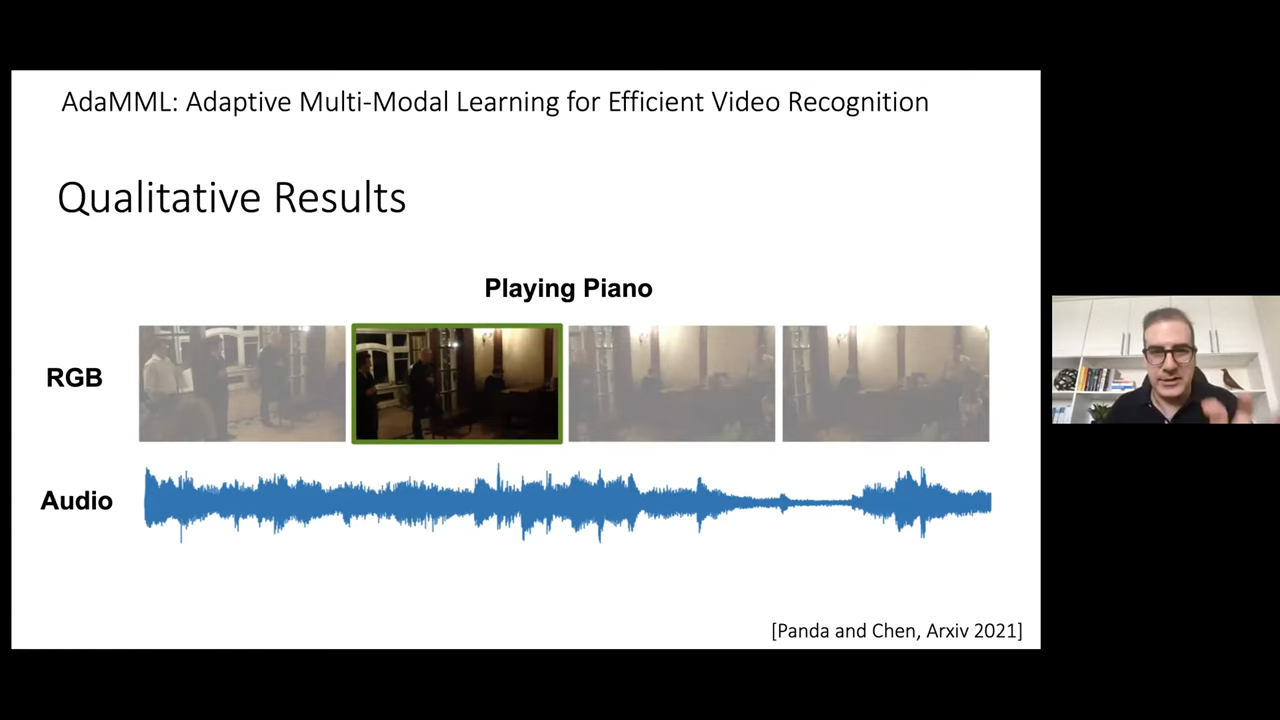 AdaMML: Adaptive Multi-Modal Learning for Efficient Video Recognition
Qualitative Results
Playing Piano
RGB
Audio
[Panda and Chen, Arxiv 2021]